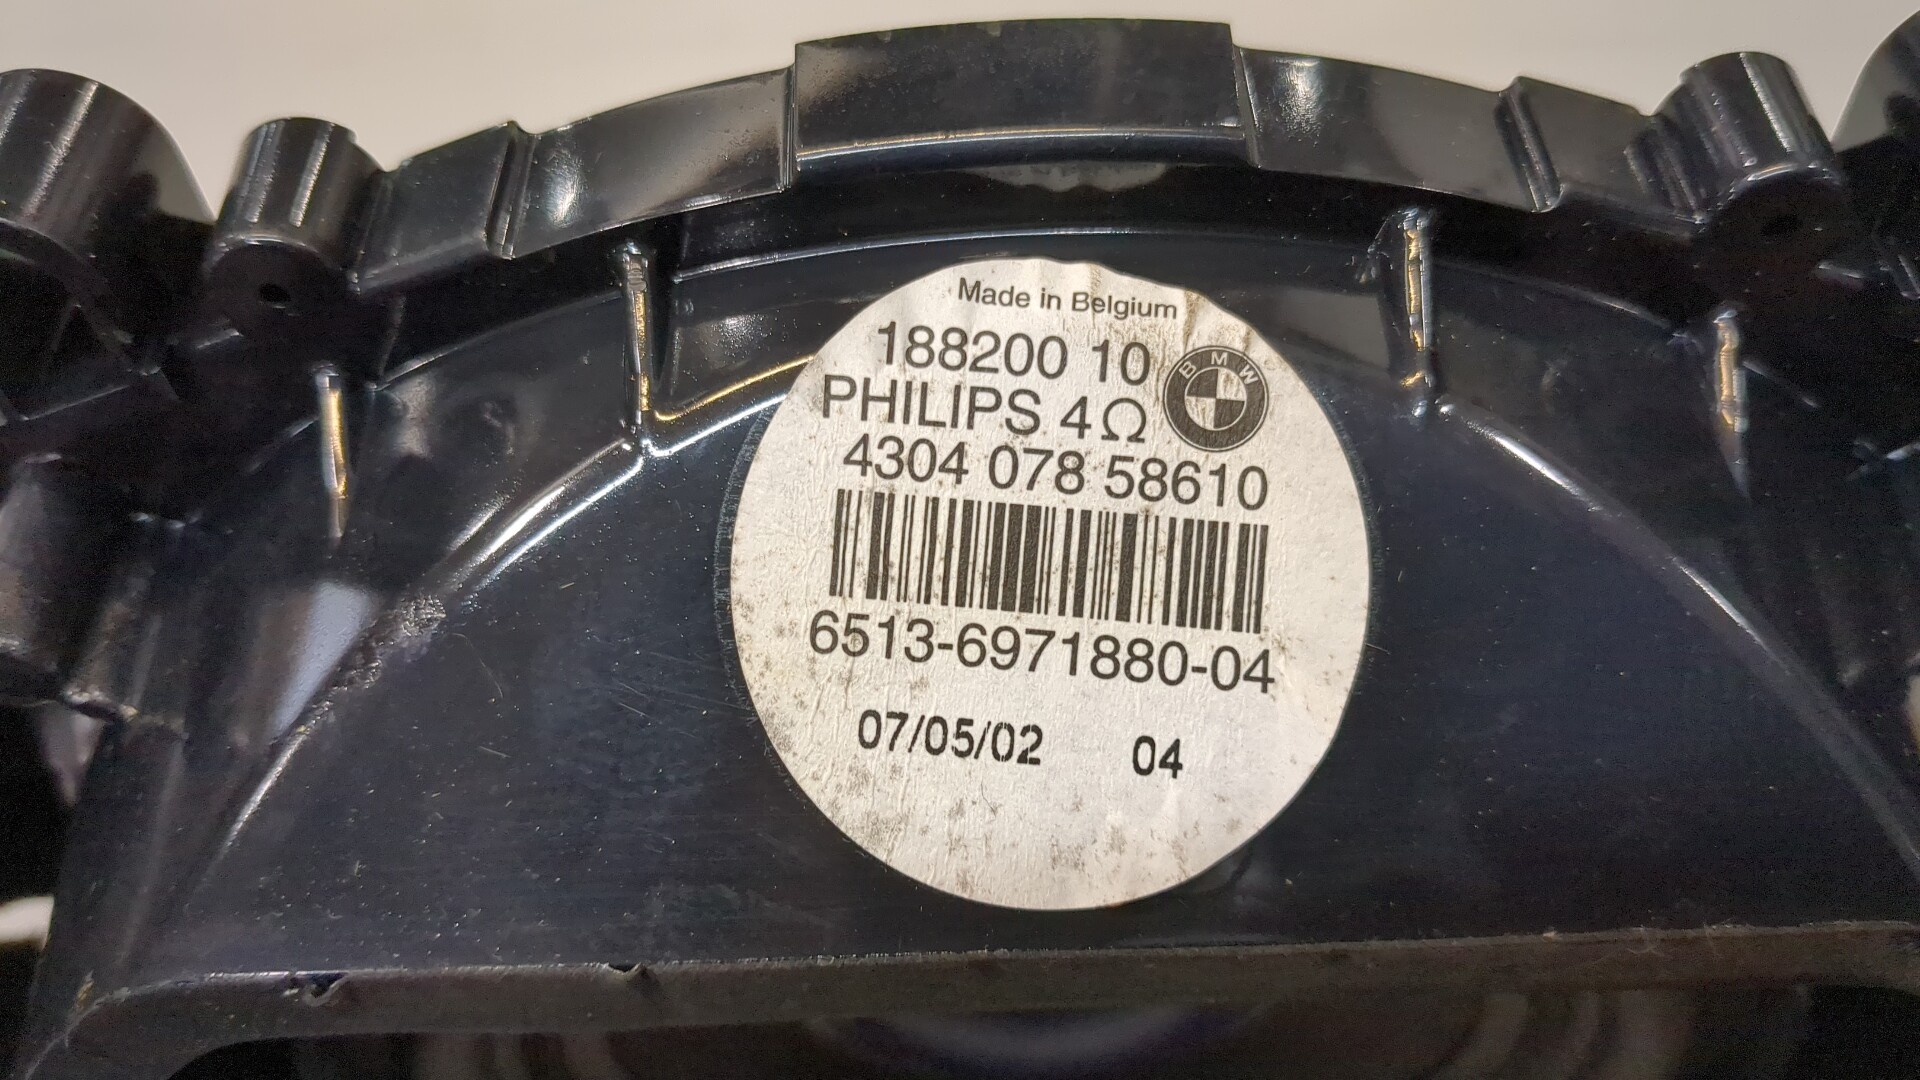 Made in Belgium
188200 10
BMW
PHILIPS 4Ω
4304 078 58610
6513-6971880-04
07/05/02 04